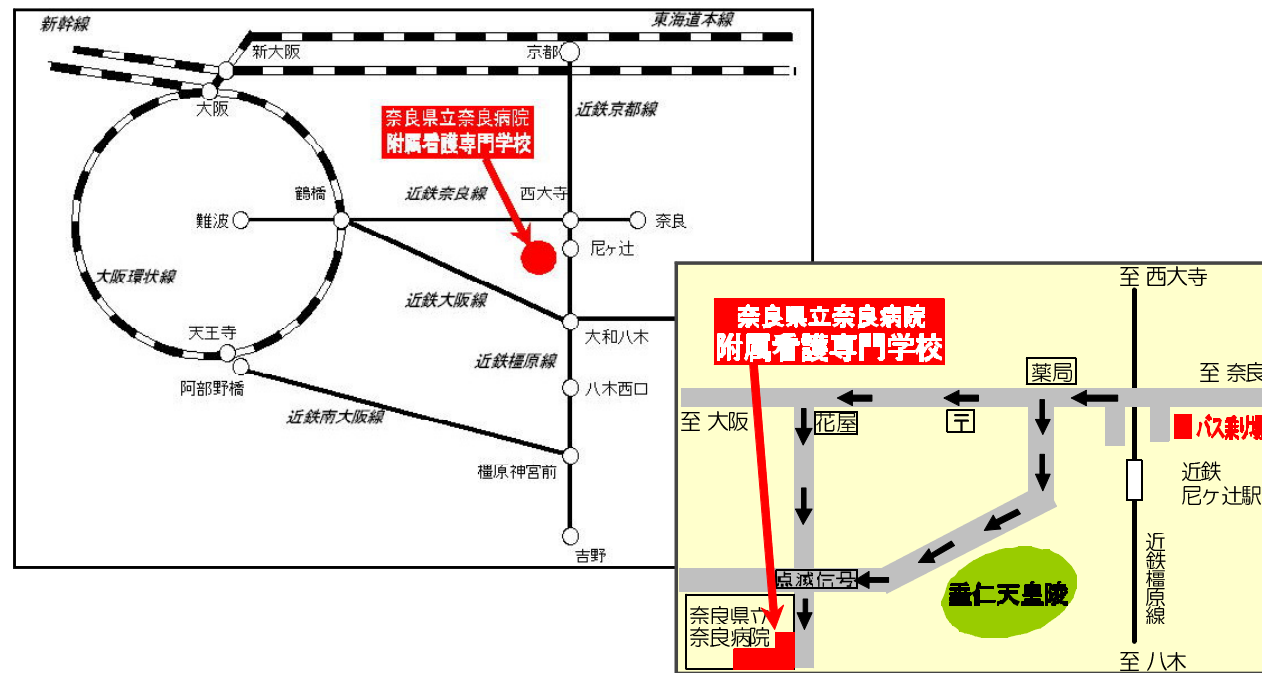 新幹線
東海道本線
新大阪
京都
大阪
近鉄京都線
奈良県立奈良病院
附属看護専門学校
鶴橋
近鉄奈良線
西大寺
難波
奈良
尼ヶ辻
大阪環状線
近鉄大阪線
天王寺
大和八木
阿部野橋
近鉄橿原線
八木西口
近鉄南大阪線
橿原神宮前
吉野
至 西大寺
奈良県立奈良病院
附属看護専門学校
薬局
至 奈良
至 大阪
花屋
〒
バス乗り場
近鉄
尼ケ辻駅
近鉄橿原線
点滅信号
垂仁天皇陵
奈良県立
奈良病院
至 八木